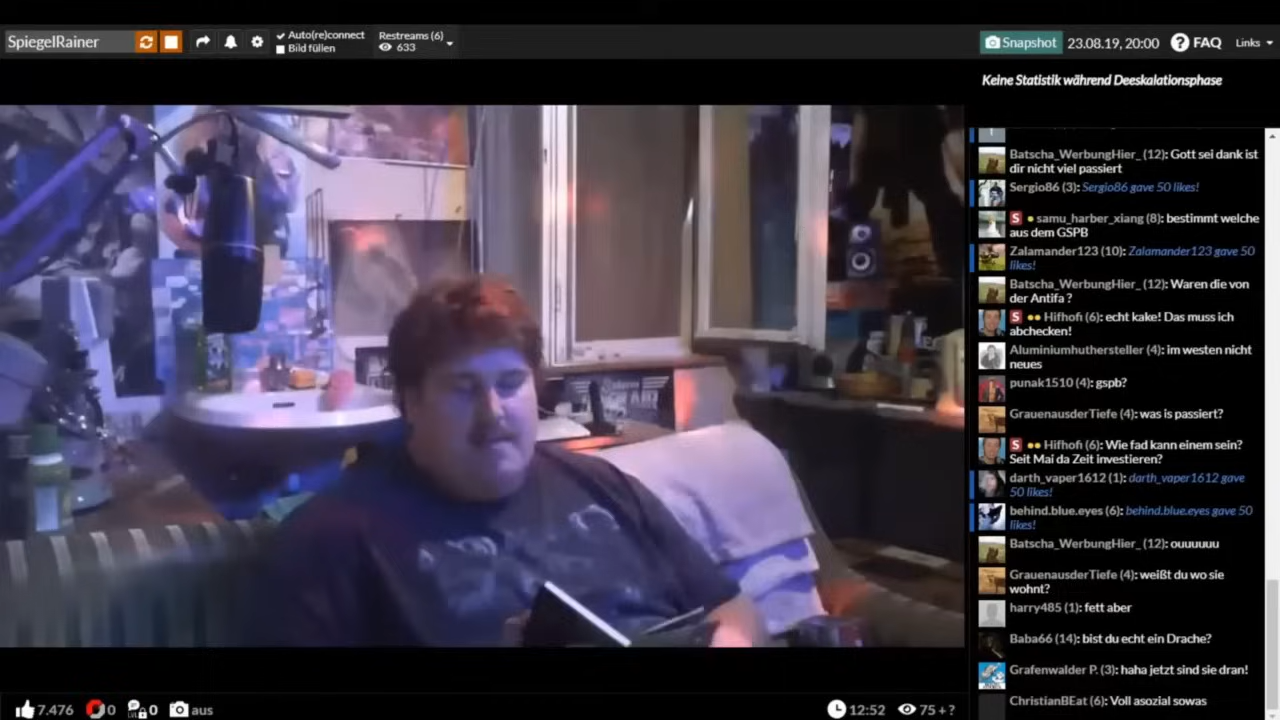 SpiegelRainer
Auto(re)connect
Bild füllen
Restreams (6)
633
Snapshot
23.08.19, 20:00
FAQ
Links
Keine Statistik während Deeskalationsphase
Batscha_WerbungHier_ (12): Gott sei dank ist
dir nicht viel passiert
Sergio86 (3): Sergio86 gave 50 likes!
S samu_harber_xiang (8): bestimmt welche
aus dem GSPB
Zalamander123 (10): Zalamander123 gave 50
likes!
Batscha_WerbungHier_ (12): Waren die von
der Antifa ?
S Hifhofi (6): echt kake! Das muss ich
abchecken!
Aluminiumhuthersteller (4): im westen nicht
neues
punak1510 (4): gspb?
GrauenausderTiefe (4): was is passiert?
S Hifhofi (6): Wie fad kann einem sein?
Seit Mai da Zeit investieren?
darth_vaper1612 (1): darth_vaper1612 gave
50 likes!
behind.blue.eyes (6): behind.blue.eyes gave 50
likes!
Batscha_WerbungHier_ (12): ouuuuuu
GrauenausderTiefe (4): weißt du wo sie
wohnt?
harry485 (1): fett aber
Baba66 (14): bist du echt ein Drache?
Grafenwalder P. (3): haha jetzt sind sie dran!
ChristianBEat (6): Voll asozial sowas
7.476
0
0
aus
12:52
75 + ?